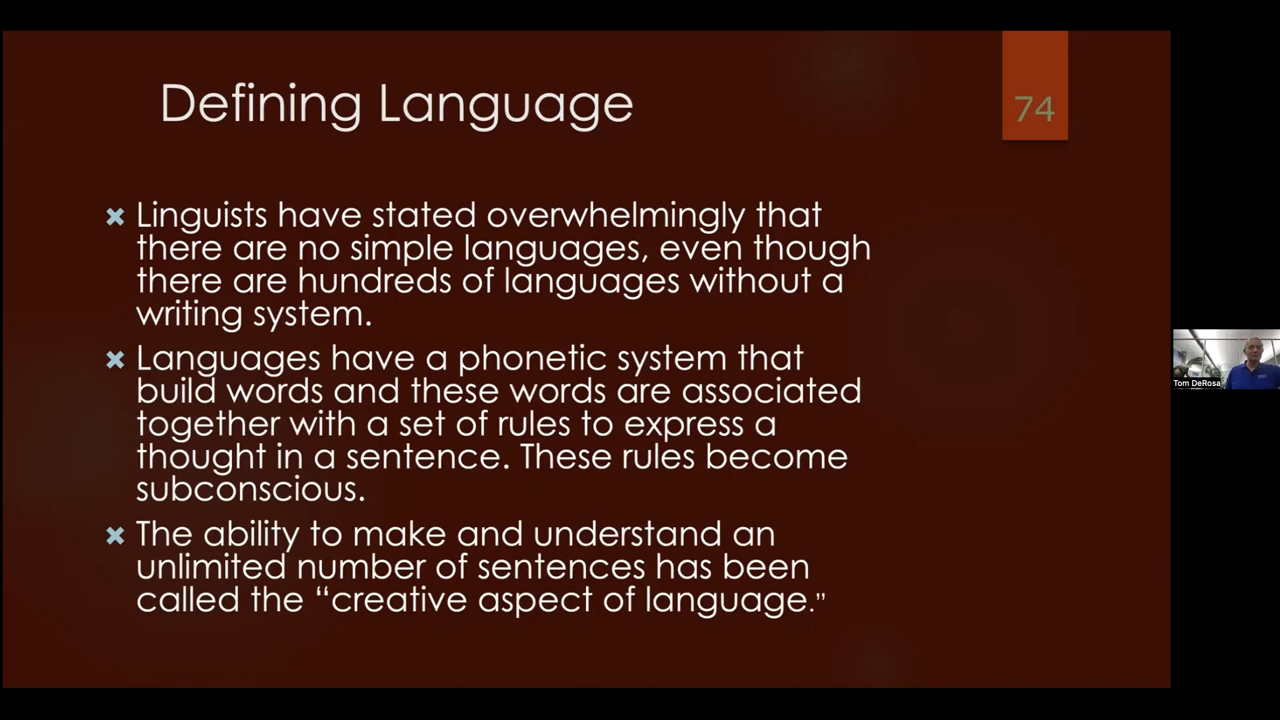 Defining Language
74
Linguists have stated overwhelmingly that
there are no simple languages, even though
there are hundreds of languages without a
writing system.
Languages have a phonetic system that
build words and these words are associated
together with a set of rules to express a
thought in a sentence. These rules become
subconscious.
The ability to make and understand an
unlimited number of sentences has been
called the “creative aspect of language.”
Tom DeRosa